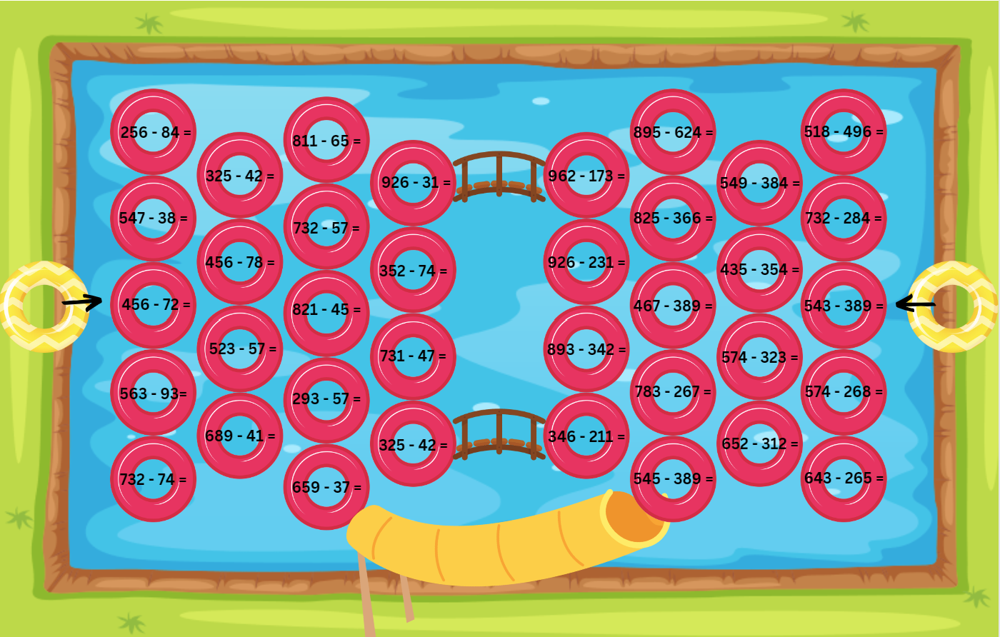 256 - 84 =
547 - 38 =
456 - 72 =
563 - 93=
732 - 74 =
325 - 42 =
456 - 78 =
523 - 57 =
689 - 41 =
811 - 65 =
732 - 57 =
821 - 45 =
293 - 57 =
659 - 37 =
926 - 31 =
352 - 74 =
731 - 47 =
325 - 42 =
962 - 173 =
926 - 231 =
893 - 342 =
346 - 211 =
895 - 624 =
825 - 366 =
467 - 389 =
783 - 267 =
545 - 389 =
549 - 384 =
435 - 354 =
574 - 323 =
652 - 312 =
518 - 496 =
732 - 284 =
543 - 389 =
574 - 268 =
643 - 265 =